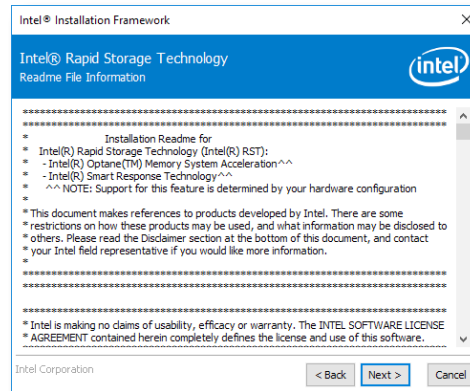 Intel® Installation Framework
Intel® Rapid Storage Technology
Readme File Information
intel
*******************************************************************************
*******************************************************************************
* Installation Readme for
* Intel(R) Rapid Storage Technology (Intel(R) RST):
* - Intel(R) Optane(TM) Memory System Acceleration^^
* - Intel(R) Smart Response Technology^^
* ^^ NOTE: Support for this feature is determined by your hardware configuration
*
* This document makes references to products developed by Intel. There are some
* restrictions on how these products may be used, and what information may be disclosed to
* others. Please read the Disclaimer section at the bottom of this document, and contact
* your Intel field representative if you would like more information.
*
*******************************************************************************
*******************************************************************************
*******************************************************************************
* Intel is making no claims of usability, efficacy or warranty. The INTEL SOFTWARE LICENSE
* AGREEMENT contained herein completely defines the license and use of this software.
*******************************************************************************
Intel Corporation
< Back
Next >
Cancel